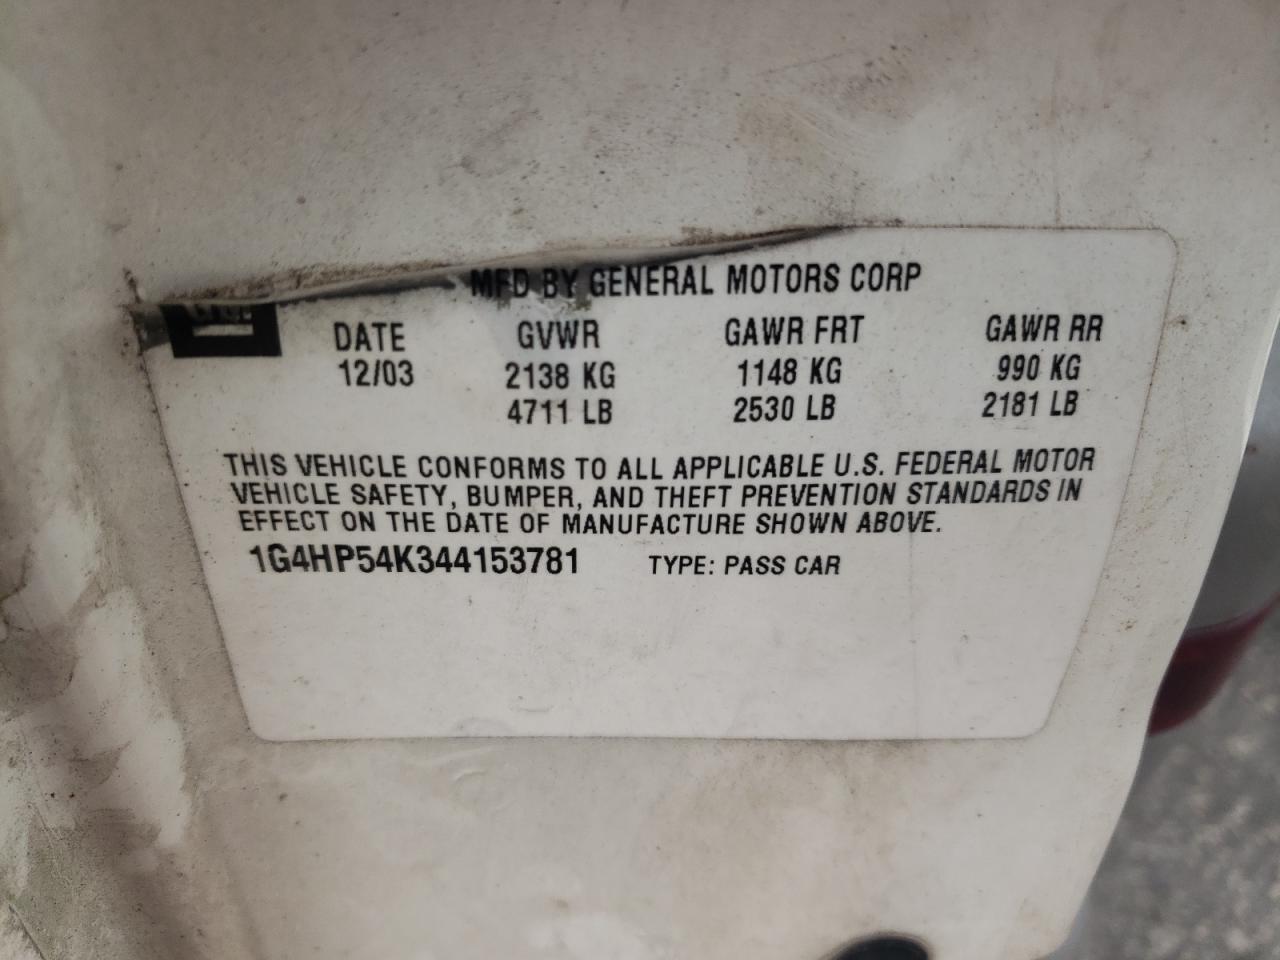 MFD BY GENERAL MOTORS CORP
DATE GVWR GAWR FRT GAWR RR
12/03 2138 KG 1148 KG 990 KG
4711 LB 2530 LB 2181 LB
THIS VEHICLE CONFORMS TO ALL APPLICABLE U.S. FEDERAL MOTOR
VEHICLE SAFETY, BUMPER, AND THEFT PREVENTION STANDARDS IN
EFFECT ON THE DATE OF MANUFACTURE SHOWN ABOVE.
1G4HP54K344153781 TYPE: PASS CAR